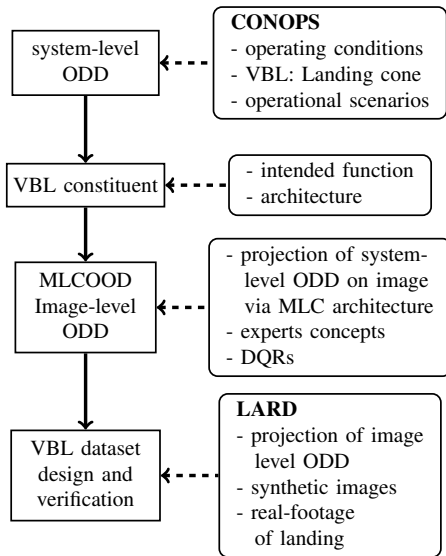 system-level
ODD
CONOPS
- operating conditions
- VBL: Landing cone
- operational scenarios
VBL constituent
- intended function
- architecture
MLCOOD
Image-level
ODD
- projection of system-
level ODD on image
via MLC architecture
- experts concepts
- DQRs
VBL dataset
design and
verification
LARD
- projection of image
level ODD
- synthetic images
- real-footage
of landing